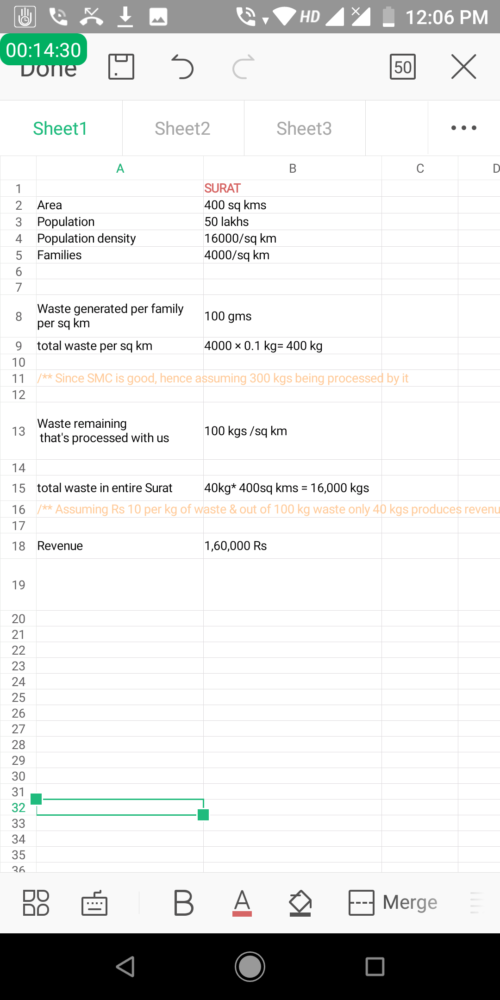 HD 12:06 PM
00:14:30
Done 50
Sheet1 Sheet2 Sheet3
A B C D
1 SURAT
2 Area 400 sq kms
3 Population 50 lakhs
4 Population density 16000/sq km
5 Families 4000/sq km
6
7
8 Waste generated per family
per sq km 100 gms
9 total waste per sq km 4000 × 0.1 kg= 400 kg
10
11 /** Since SMC is good, hence assuming 300 kgs being processed by it
12
13 Waste remaining
that's processed with us 100 kgs /sq km
14
15 total waste in entire Surat 40kg* 400sq kms = 16,000 kgs
16 /** Assuming Rs 10 per kg of waste & out of 100 kg waste only 40 kgs produces revenu
17
18 Revenue 1,60,000 Rs
19
20
21
22
23
24
25
26
27
28
29
30
31
32
33
34
35
36
B A Merge